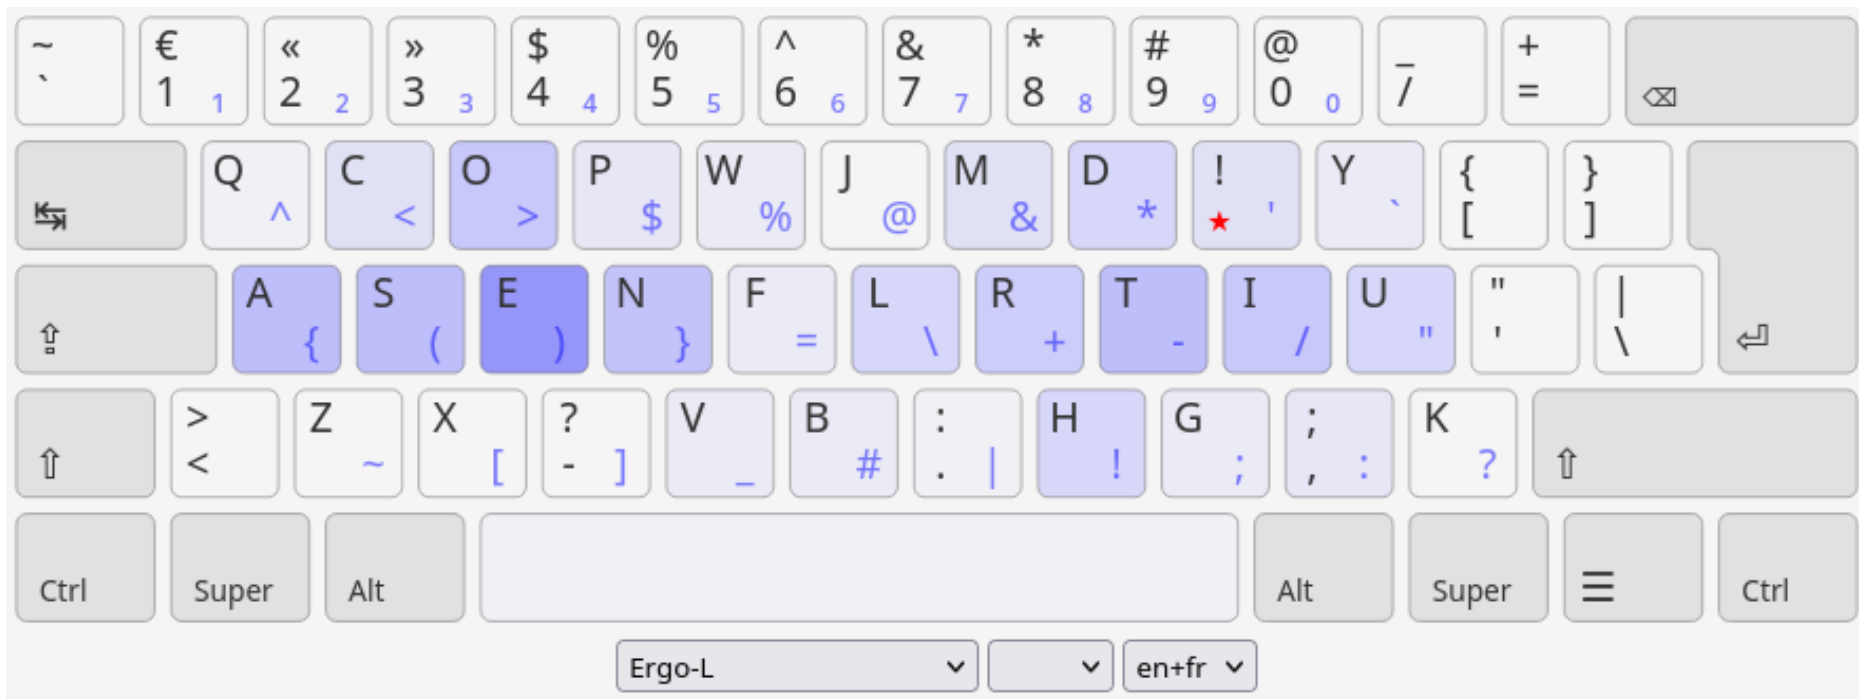 ~ € « » $ % ^ & * # @ _ +
` 1 1 2 2 3 3 4 4 5 5 6 6 7 7 8 8 9 9 0 0 / = ⌫
Q C O P W J M D ! Y { }
↹ ^ < > $ % @ & * ★ ' ` [ ]
A S E N F L R T I U " |
⇪ { ( ) } = \ + - / " ' \ ⏎
> Z X ? V B : H G ; K
⇧ < ~ [ - ] _ # . | ! ; , : ? ⇧
Ctrl Super Alt Alt Super ☰ Ctrl
Ergo-L en+fr